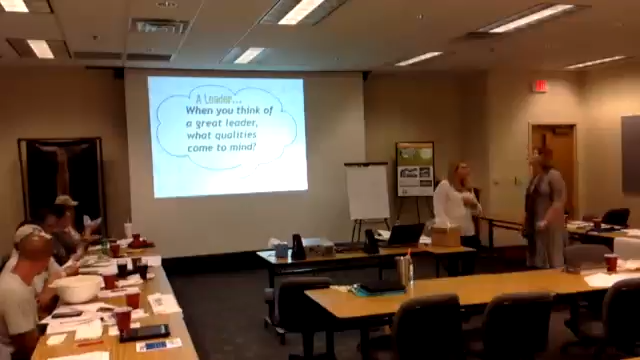 A Leader...
When you think of
a great leader,
what qualities
come to mind?